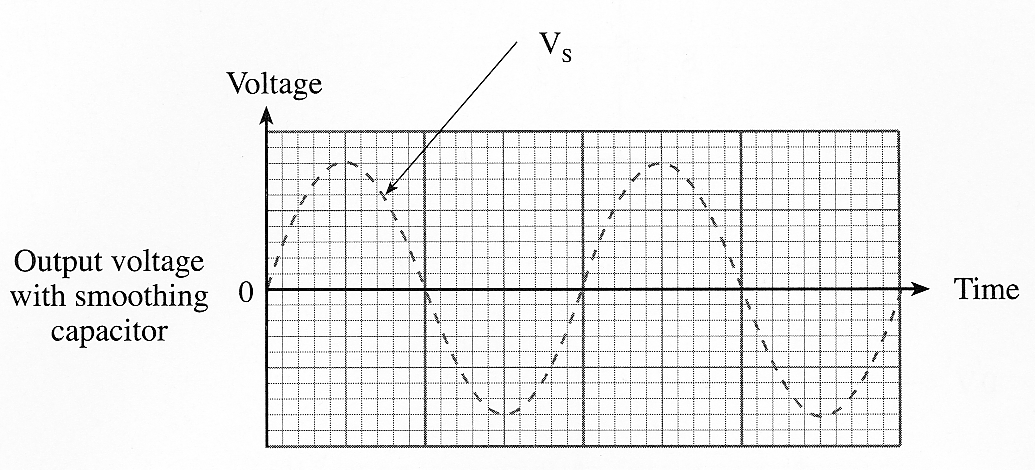 V_S
Voltage
Output voltage
with smoothing
capacitor
0
Time